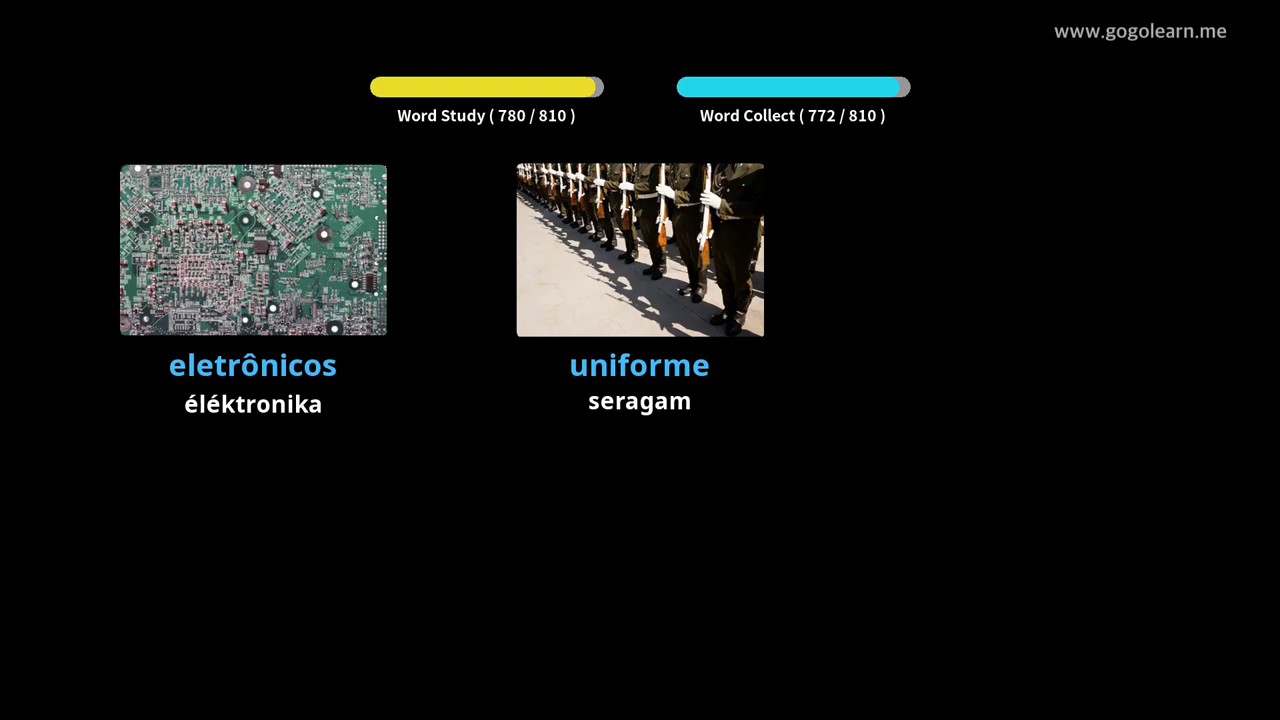 www.gogolearn.me
Word Study ( 780 / 810 )
Word Collect ( 772 / 810 )
eletrônicos
éléktronika
uniforme
seragam